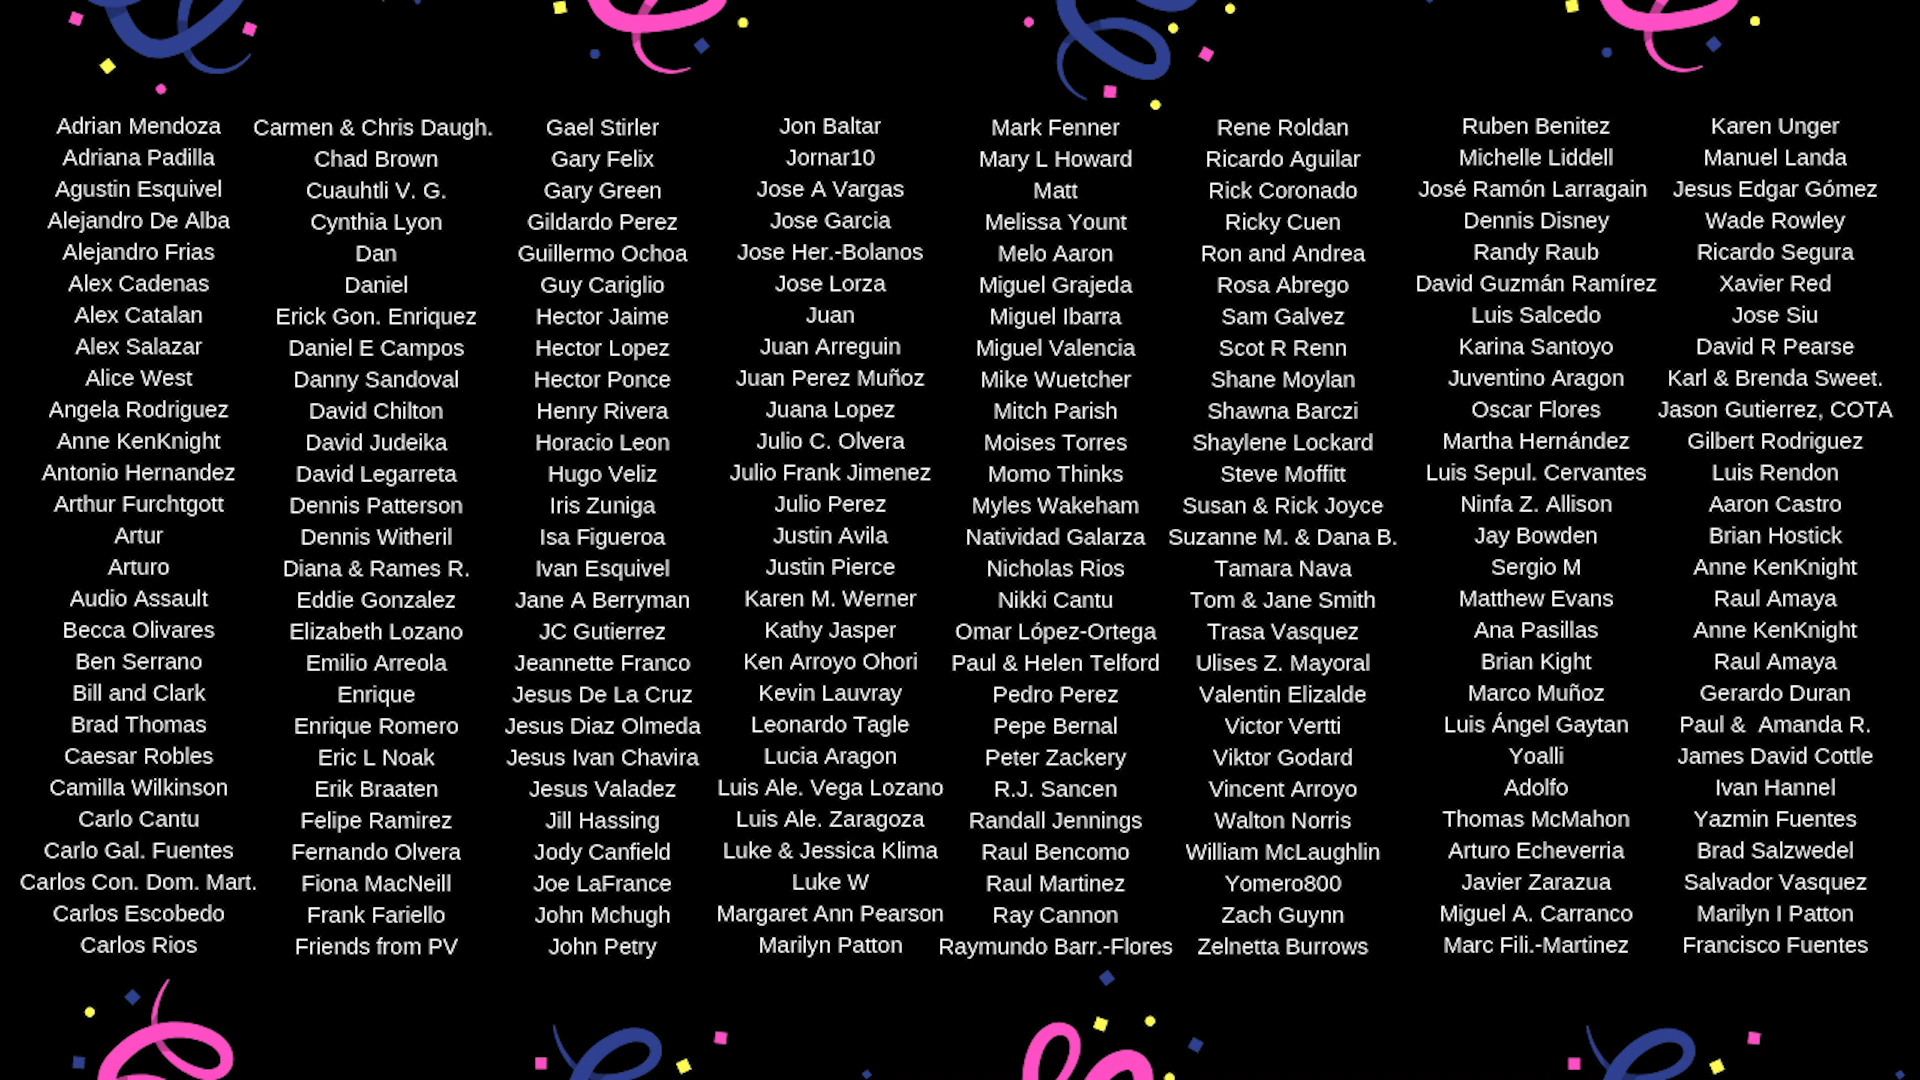 Adrian Mendoza
Adriana Padilla
Agustin Esquivel
Alejandro De Alba
Alejandro Frias
Alex Cadenas
Alex Catalan
Alex Salazar
Alice West
Angela Rodriguez
Anne KenKnight
Antonio Hernandez
Arthur Furchtgott
Artur
Arturo
Audio Assault
Becca Olivares
Ben Serrano
Bill and Clark
Brad Thomas
Caesar Robles
Camilla Wilkinson
Carlo Cantu
Carlo Gal. Fuentes
Carlos Con. Dom. Mart.
Carlos Escobedo
Carlos Rios
Carmen & Chris Daugh.
Chad Brown
Cuauhtli V. G.
Cynthia Lyon
Dan
Daniel
Erick Gon. Enriquez
Daniel E Campos
Danny Sandoval
David Chilton
David Judeika
David Legarreta
Dennis Patterson
Dennis Witheril
Diana & Rames R.
Eddie Gonzalez
Elizabeth Lozano
Emilio Arreola
Enrique
Enrique Romero
Eric L Noak
Erik Braaten
Felipe Ramirez
Fernando Olvera
Fiona MacNeill
Frank Fariello
Friends from PV
Gael Stirler
Gary Felix
Gary Green
Gildardo Perez
Guillermo Ochoa
Guy Cariglio
Hector Jaime
Hector Lopez
Hector Ponce
Henry Rivera
Horacio Leon
Hugo Veliz
Iris Zuniga
Isa Figueroa
Ivan Esquivel
Jane A Berryman
JC Gutierrez
Jeannette Franco
Jesus De La Cruz
Jesus Diaz Olmeda
Jesus Ivan Chavira
Jesus Valadez
Jill Hassing
Jody Canfield
Joe LaFrance
John Mchugh
John Petry
Jon Baltar
Jornar10
Jose A Vargas
Jose Garcia
Jose Her.-Bolanos
Jose Lorza
Juan
Juan Arreguin
Juan Perez Muñoz
Juana Lopez
Julio C. Olvera
Julio Frank Jimenez
Julio Perez
Justin Avila
Justin Pierce
Karen M. Werner
Kathy Jasper
Ken Arroyo Ohori
Kevin Lauvray
Leonardo Tagle
Lucia Aragon
Luis Ale. Vega Lozano
Luis Ale. Zaragoza
Luke & Jessica Klima
Luke W
Margaret Ann Pearson
Marilyn Patton
Mark Fenner
Mary L Howard
Matt
Melissa Yount
Melo Aaron
Miguel Grajeda
Miguel Ibarra
Miguel Valencia
Mike Wuetcher
Mitch Parish
Moises Torres
Momo Thinks
Myles Wakeham
Natividad Galarza
Nicholas Rios
Nikki Cantu
Omar López-Ortega
Paul & Helen Telford
Pedro Perez
Pepe Bernal
Peter Zackery
R.J. Sancen
Randall Jennings
Raul Bencomo
Raul Martinez
Ray Cannon
Raymundo Barr.-Flores
Rene Roldan
Ricardo Aguilar
Rick Coronado
Ricky Cuen
Ron and Andrea
Rosa Abrego
Sam Galvez
Scot R Renn
Shane Moylan
Shawna Barczi
Shaylene Lockard
Steve Moffitt
Susan & Rick Joyce
Suzanne M. & Dana B.
Tamara Nava
Tom & Jane Smith
Trasa Vasquez
Ulises Z. Mayoral
Valentin Elizalde
Victor Vertti
Viktor Godard
Vincent Arroyo
Walton Norris
William McLaughlin
Yomero800
Zach Guynn
Zelnetta Burrows
Ruben Benitez
Michelle Liddell
José Ramón Larragain
Dennis Disney
Randy Raub
David Guzmán Ramírez
Luis Salcedo
Karina Santoyo
Juventino Aragon
Oscar Flores
Martha Hernández
Luis Sepul. Cervantes
Ninfa Z. Allison
Jay Bowden
Sergio M
Matthew Evans
Ana Pasillas
Brian Kight
Marco Muñoz
Luis Ángel Gaytan
Yoalli
Adolfo
Thomas McMahon
Arturo Echeverria
Javier Zarazua
Miguel A. Carranco
Marc Fili.-Martinez
Karen Unger
Manuel Landa
Jesus Edgar Gómez
Wade Rowley
Ricardo Segura
Xavier Red
Jose Siu
David R Pearse
Karl & Brenda Sweet.
Jason Gutierrez, COTA
Gilbert Rodriguez
Luis Rendon
Aaron Castro
Brian Hostick
Anne KenKnight
Raul Amaya
Anne KenKnight
Raul Amaya
Gerardo Duran
Paul &  Amanda R.
James David Cottle
Ivan Hannel
Yazmin Fuentes
Brad Salzwedel
Salvador Vasquez
Marilyn I Patton
Francisco Fuentes